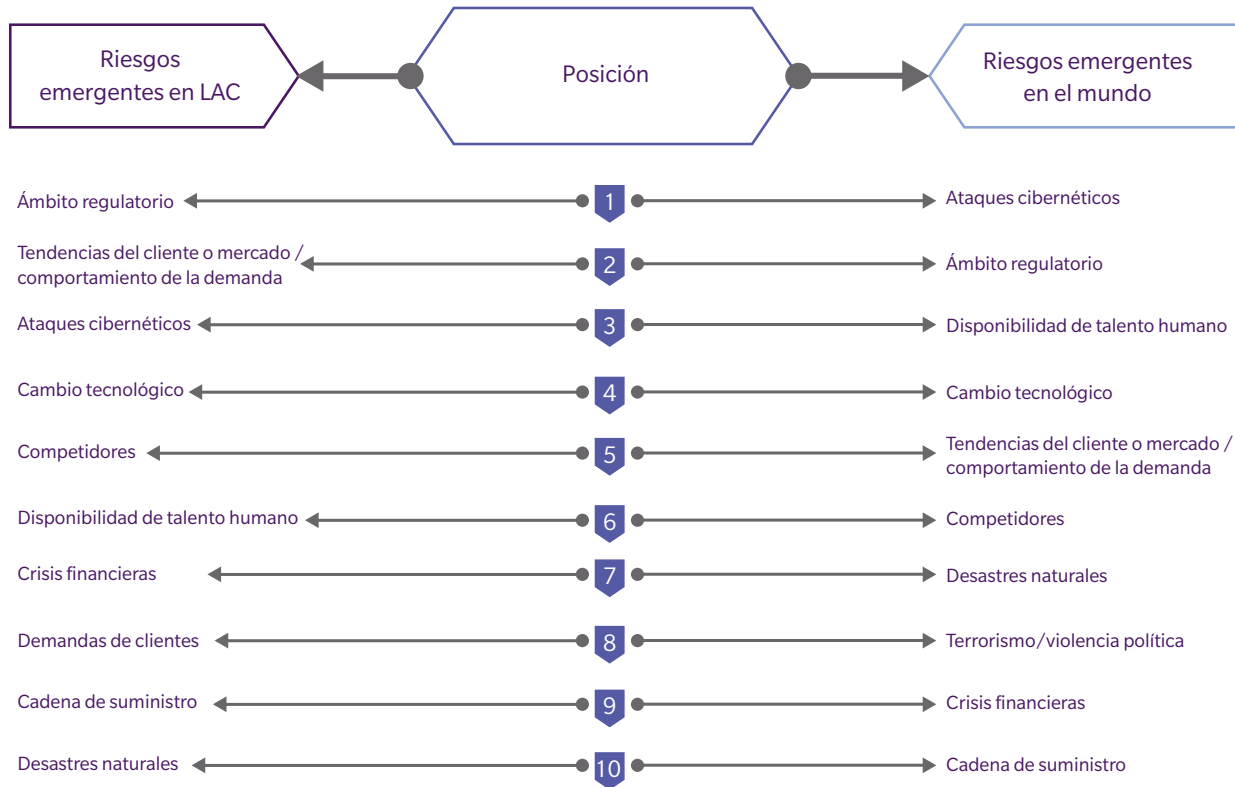 Riesgos
emergentes en LAC
Posición
Riesgos emergentes
en el mundo
Ámbito regulatorio
1
Ataques cibernéticos
Tendencias del cliente o mercado /
comportamiento de la demanda
2
Ámbito regulatorio
Ataques cibernéticos
3
Disponibilidad de talento humano
Cambio tecnológico
4
Cambio tecnológico
Competidores
5
Tendencias del cliente o mercado /
comportamiento de la demanda
Disponibilidad de talento humano
6
Competidores
Crisis financieras
7
Desastres naturales
Demandas de clientes
8
Terrorismo/violencia política
Cadena de suministro
9
Crisis financieras
Desastres naturales
10
Cadena de suministro